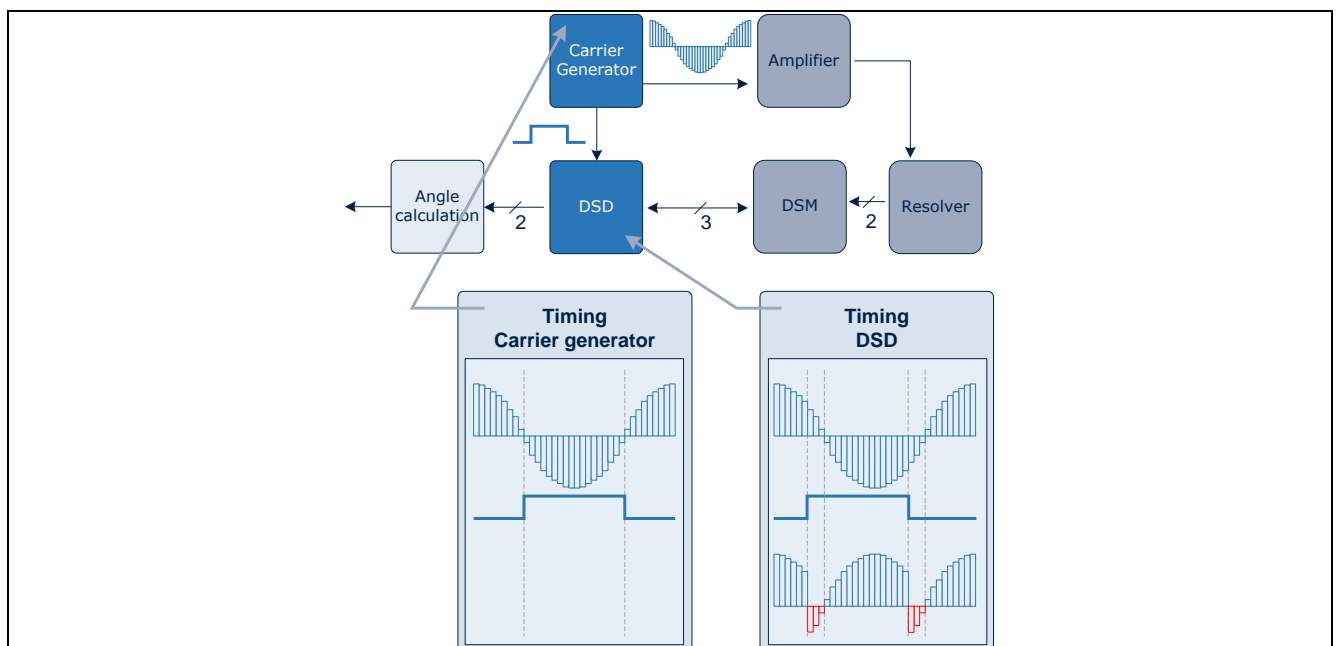 Carrier
Generator
Amplifier
Angle
calculation
2
DSD
3
DSM
2
Resolver
Timing
Carrier generator
Timing
DSD